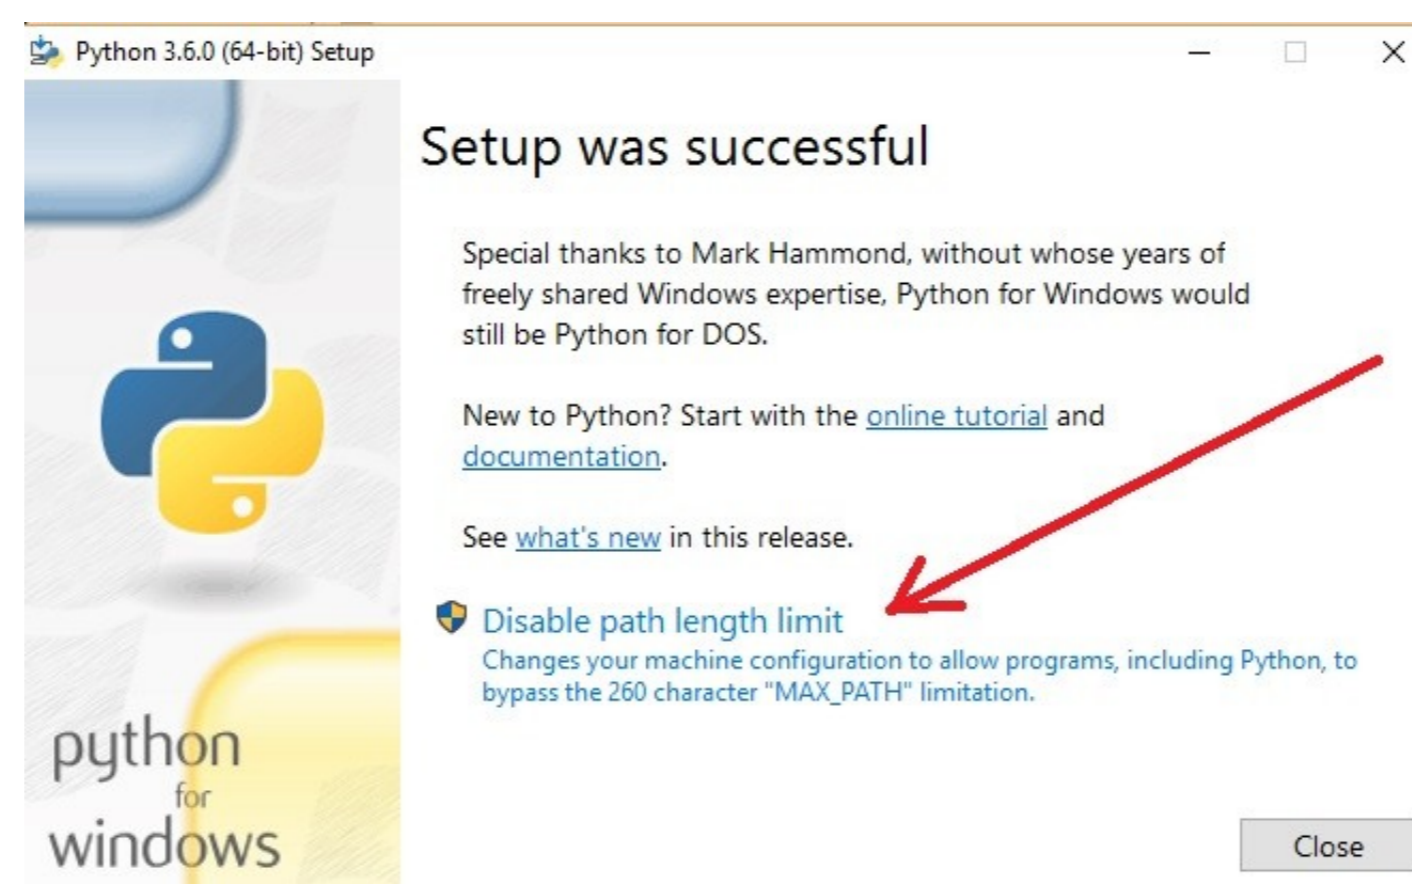 Python 3.6.0 (64-bit) Setup
Setup was successful
Special thanks to Mark Hammond, without whose years of
freely shared Windows expertise, Python for Windows would
still be Python for DOS.
New to Python? Start with the online tutorial and
documentation.
See what's new in this release.
Disable path length limit
Changes your machine configuration to allow programs, including Python, to
bypass the 260 character "MAX_PATH" limitation.
python
for
windows
Close